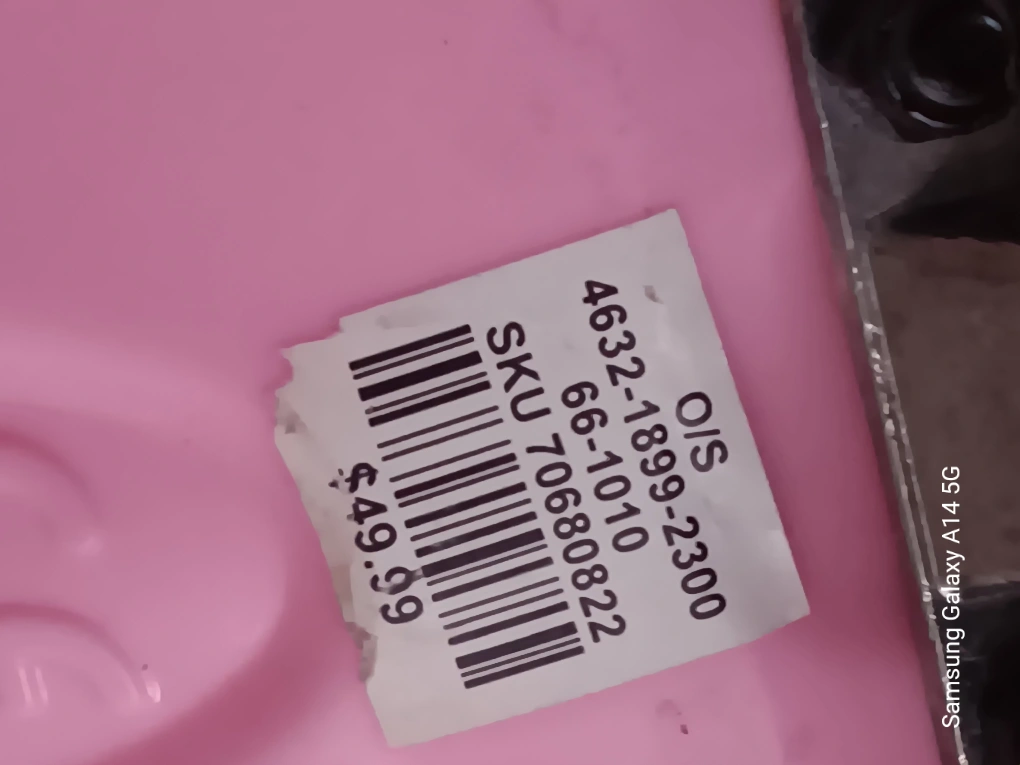 O/S
4632-1899-2300
66-1010
SKU 70680822
$49.99
Samsung Galaxy A14 5G